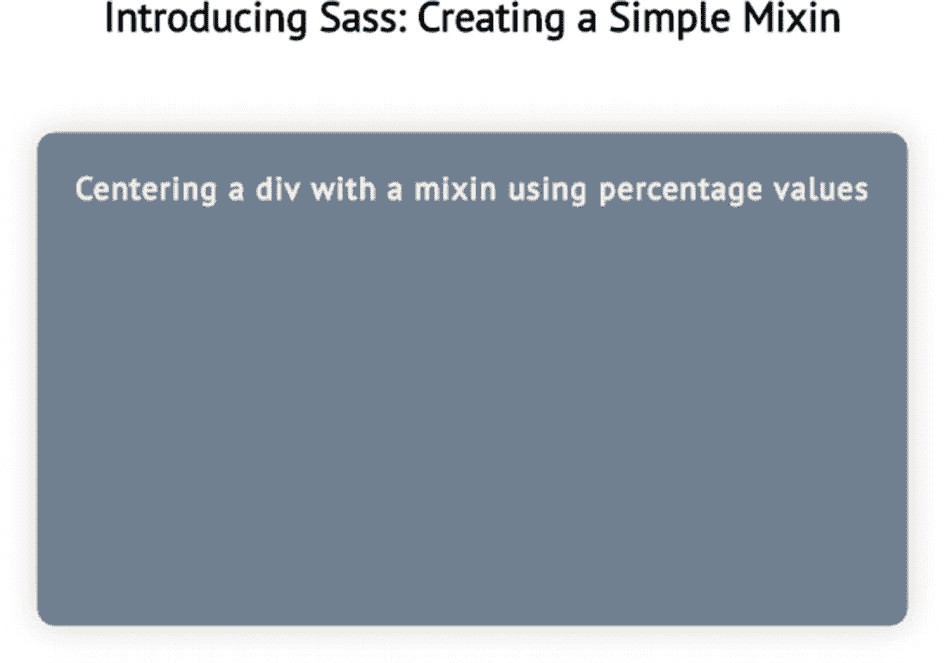 Introducing Sass: Creating a Simple Mixin
Centering a div with a mixin using percentage values